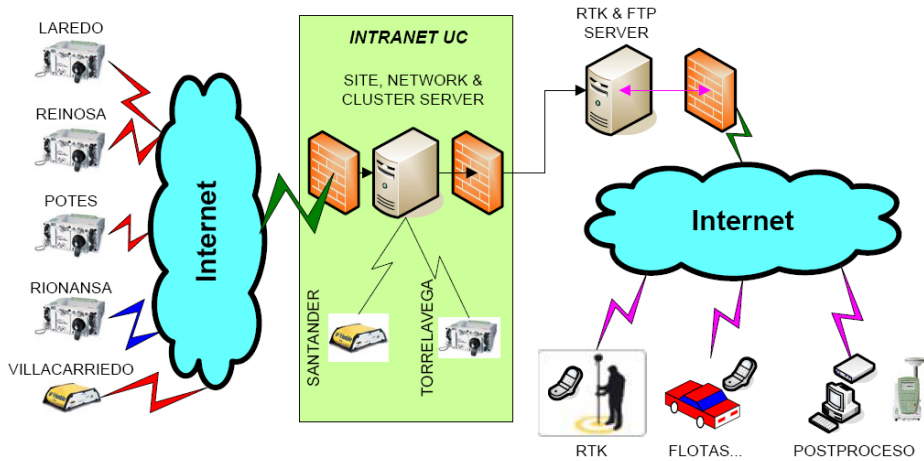 LAREDO
REINOSA
POTES
RIONANSA
VILLACARRIEDO
Internet
INTRANET UC
SITE, NETWORK &
CLUSTER SERVER
SANTANDER
TORRELAVEGA
RTK & FTP
SERVER
Internet
RTK
FLOTAS...
POSTPROCESO